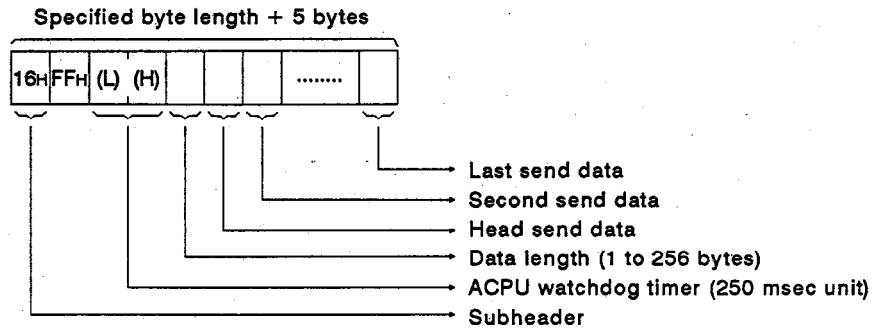 Specified byte length + 5 bytes
16H FFH (L) (H) ........
Last send data
Second send data
Head send data
Data length (1 to 256 bytes)
ACPU watchdog timer (250 msec unit)
Subheader